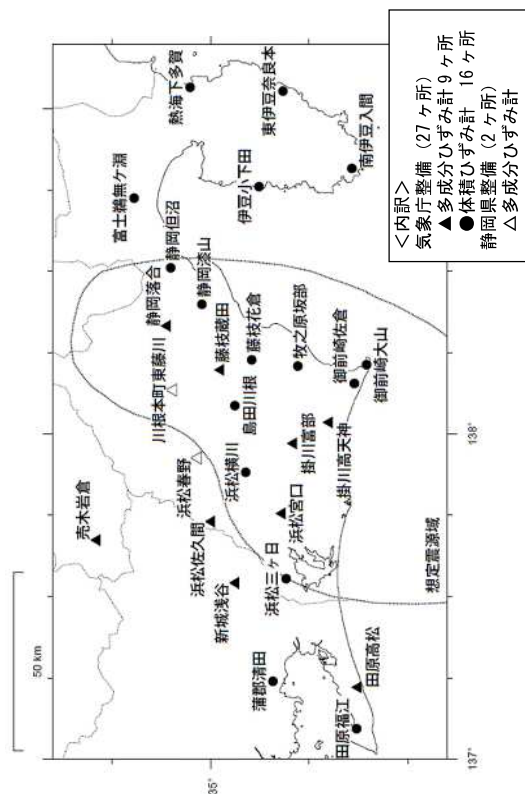 50 km
売木岩倉
富士鵜無ケ淵
熱海下多賀
東伊豆奈良本
伊豆小下田
南伊豆入間
静岡落合
静岡但沼
静岡漆山
川根本町東藤川
藤枝蔵田
藤枝花倉
島田川根
牧之原坂部
浜松春野
浜松佐久間
浜松横川
新城浅谷
浜松宮口
浜松三ヶ日
掛川富部
掛川高天神
御前崎佐倉
御前崎大山
蒲郡清田
田原福江
田原高松
想定震源域
35°
137°
138°
<内訳>
気象庁整備 (27ヶ所)
▲多成分ひずみ計9ヶ所
●体積ひずみ計 16ヶ所
静岡県整備 (2ヶ所)
△多成分ひずみ計